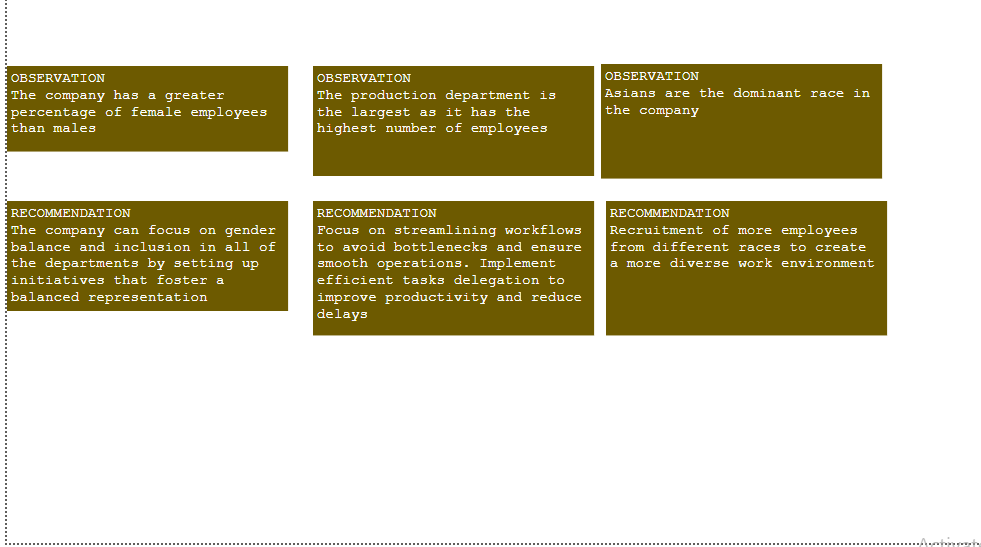 OBSERVATION
The company has a greater
percentage of female employees
than males
OBSERVATION
The production department is
the largest as it has the
highest number of employees
OBSERVATION
Asians are the dominant race in
the company
RECOMMENDATION
The company can focus on gender
balance and inclusion in all of
the departments by setting up
initiatives that foster a
balanced representation
RECOMMENDATION
Focus on streamlining workflows
to avoid bottlenecks and ensure
smooth operations. Implement
efficient tasks delegation to
improve productivity and reduce
delays
RECOMMENDATION
Recruitment of more employees
from different races to create
a more diverse work environment